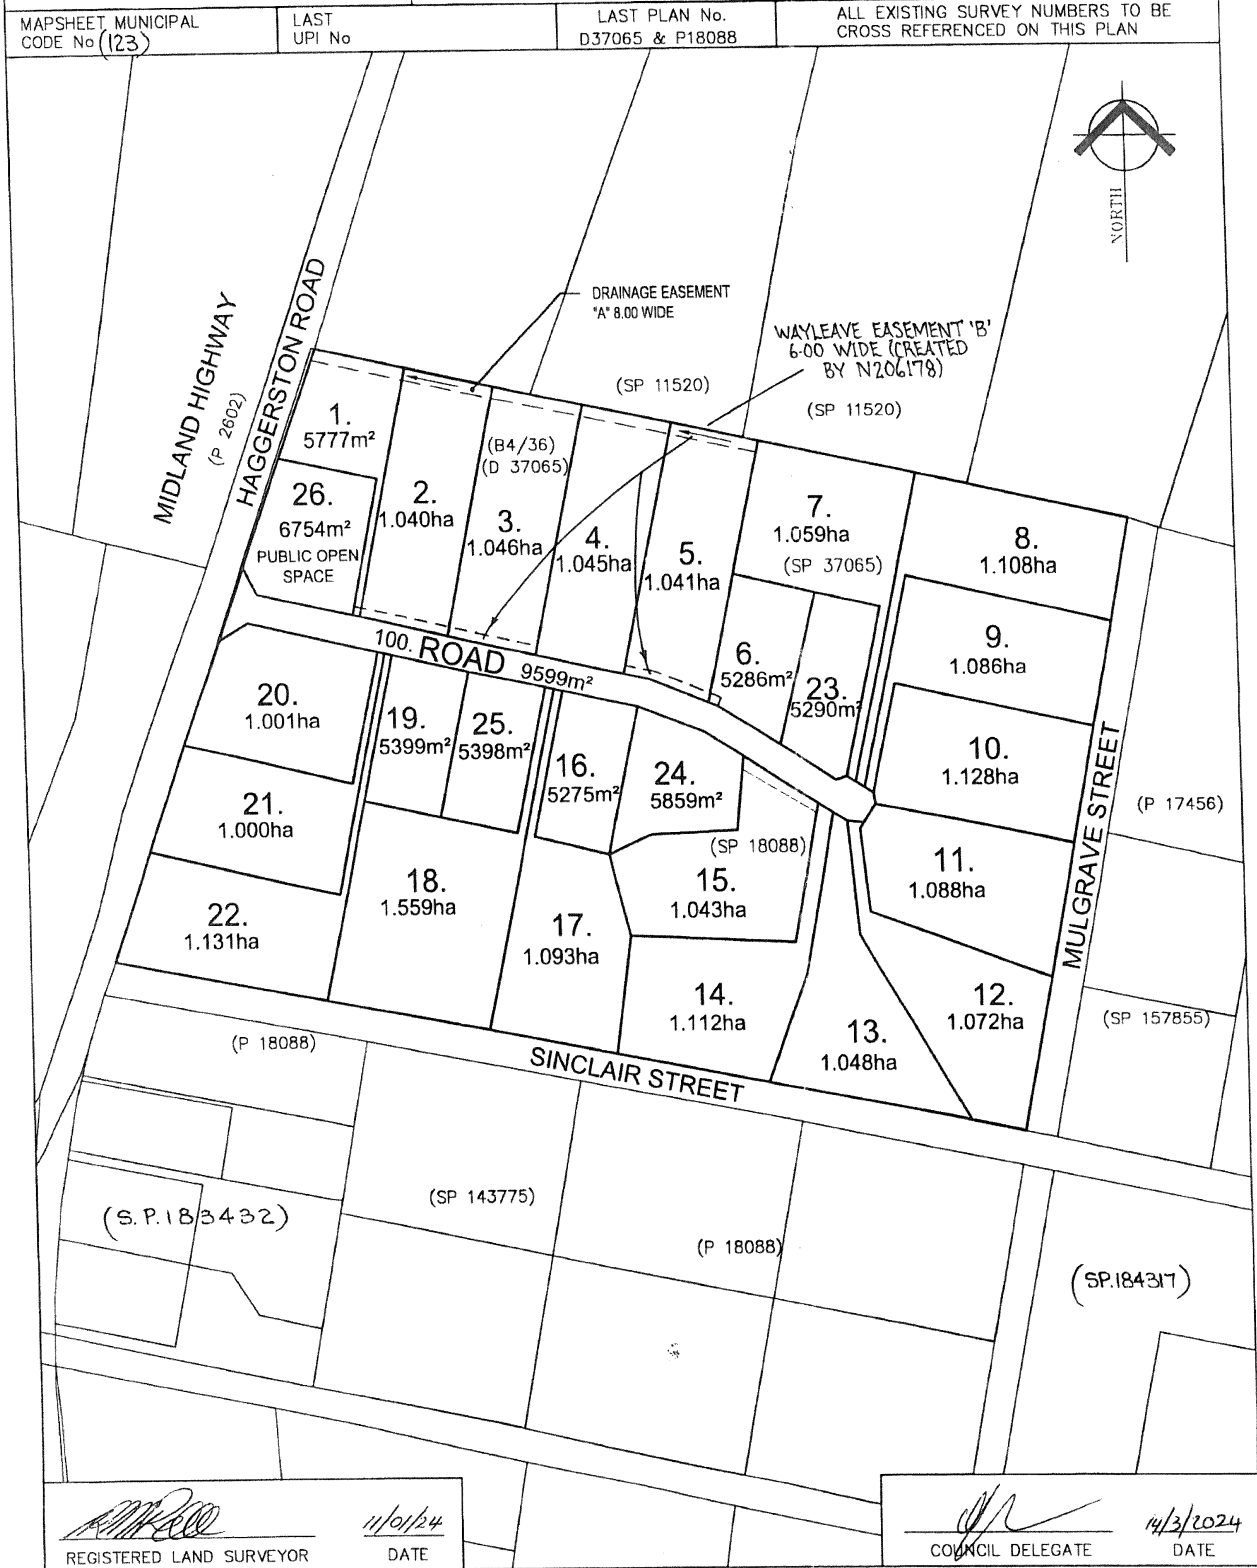 MAPSHEET MUNICIPAL
CODE No (123)
LAST
UPI No
LAST PLAN No.
D37065 & P18088
ALL EXISTING SURVEY NUMBERS TO BE
CROSS REFERENCED ON THIS PLAN
NORTH
MIDLAND HIGHWAY
(P 2602)
HAGGERSTON ROAD
DRAINAGE EASEMENT
"A" 8.00 WIDE
WAYLEAVE EASEMENT 'B'
6.00 WIDE (CREATED
BY N206178)
(SP 11520)
(SP 11520)
1.
5777m²
26.
6754m²
PUBLIC OPEN
SPACE
2.
1.040ha
(B4/36)
(D 37065)
3.
1.046ha
4.
1.045ha
5.
1.041ha
7.
1.059ha
(SP 37065)
8.
1.108ha
9.
1.086ha
6.
5286m²
23.
5290m²
100. ROAD 9599m²
20.
1.001ha
19.
5399m²
25.
5398m²
16.
5275m²
24.
5859m²
10.
1.128ha
MULGRAVE STREET
(P 17456)
21.
1.000ha
(SP 18088)
15.
1.043ha
11.
1.088ha
18.
1.559ha
22.
1.131ha
17.
1.093ha
14.
1.112ha
13.
1.048ha
12.
1.072ha
(SP 157855)
(P 18088)
SINCLAIR STREET
(S.P.183432)
(SP 143775)
(P 18088)
(SP.184317)
REGISTERED LAND SURVEYOR
11/01/24
DATE
COUNCIL DELEGATE
14/3/2024
DATE